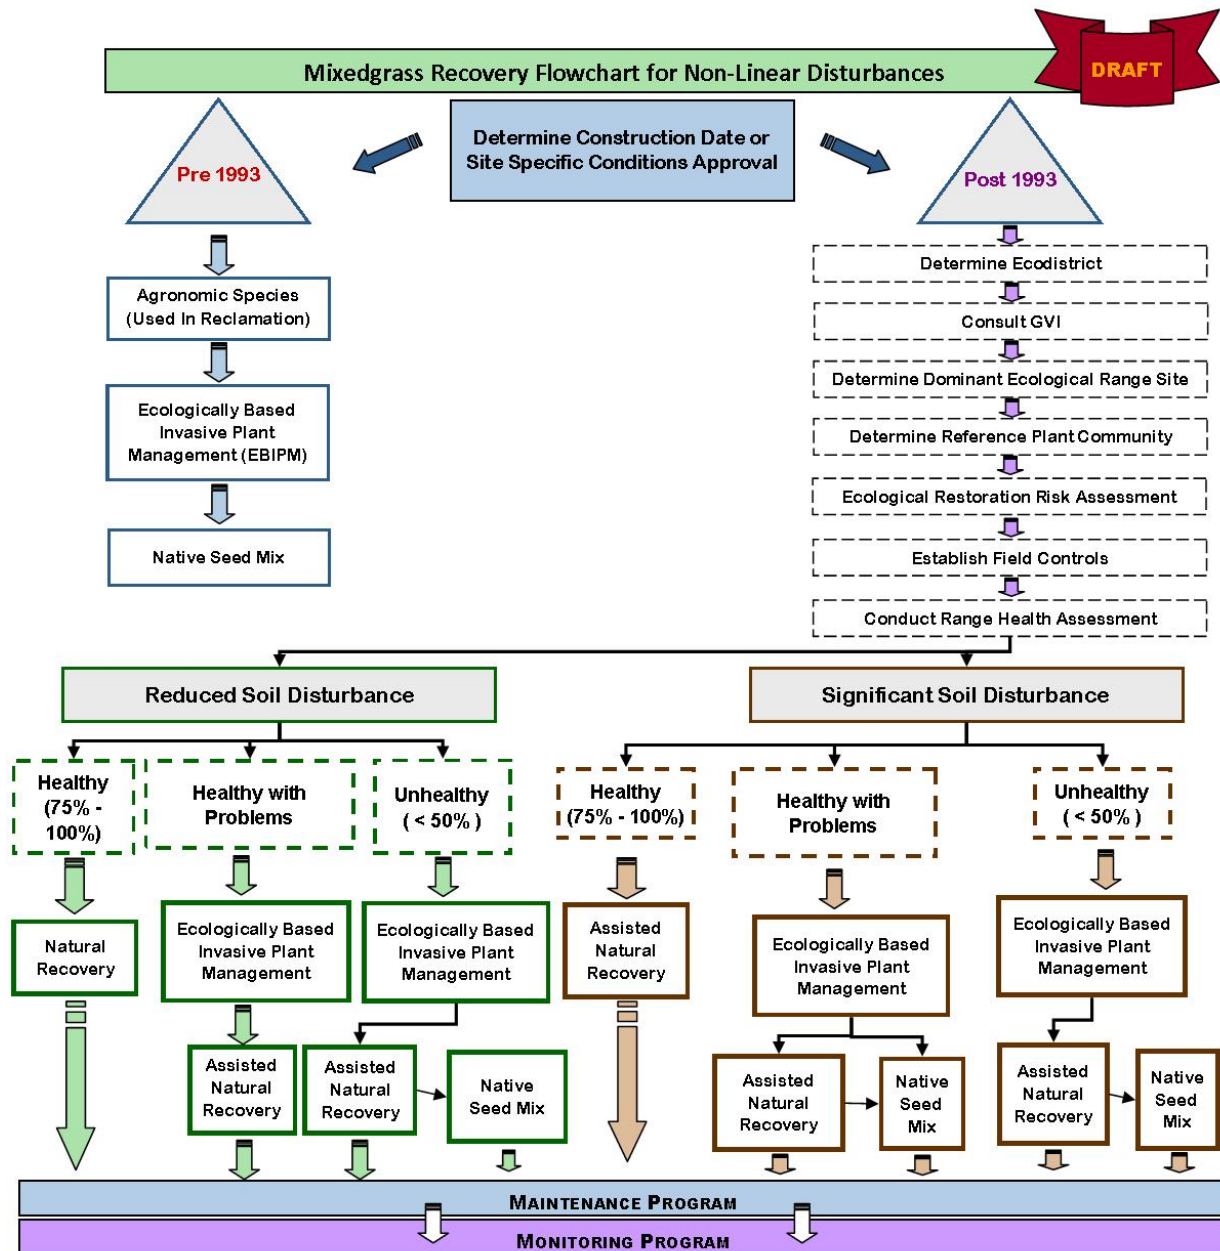 Mixedgrass Recovery Flowchart for Non-Linear Disturbances
DRAFT
Determine Construction Date or
Site Specific Conditions Approval
Pre 1993
Post 1993
Agronomic Species
(Used In Reclamation)
Ecologically Based
Invasive Plant
Management (EBIPM)
Native Seed Mix
Determine Ecodistrict
Consult GVI
Determine Dominant Ecological Range Site
Determine Reference Plant Community
Ecological Restoration Risk Assessment
Establish Field Controls
Conduct Range Health Assessment
Reduced Soil Disturbance
Significant Soil Disturbance
Healthy
(75% -
100%)
Healthy with
Problems
Unhealthy
( < 50% )
Healthy
(75% - 100%)
Healthy with
Problems
Unhealthy
( < 50% )
Natural
Recovery
Ecologically Based
Invasive Plant
Management
Ecologically Based
Invasive Plant
Management
Assisted
Natural
Recovery
Ecologically Based
Invasive Plant
Management
Ecologically Based
Invasive Plant
Management
Assisted
Natural
Recovery
Assisted
Natural
Recovery
Native
Seed Mix
Assisted
Natural
Recovery
Native
Seed
Mix
Assisted
Natural
Recovery
Native
Seed
Mix
MAINTENANCE PROGRAM
MONITORING PROGRAM